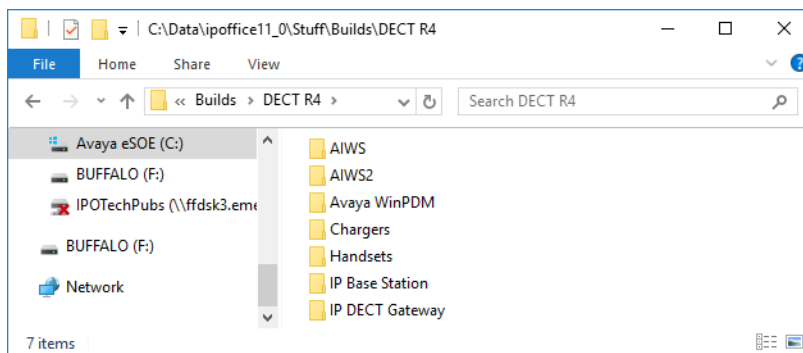 C:\Data\ipoffice11_0\Stuff\Builds\DECT R4
File Home Share View
« Builds > DECT R4 > Search DECT R4
Avaya eSOE (C:)
BUFFALO (F:)
IPOTechPubs (\\ffdsk3.eme
BUFFALO (F:)
Network
AIWS
AIWS2
Avaya WinPDM
Chargers
Handsets
IP Base Station
IP DECT Gateway
7 items